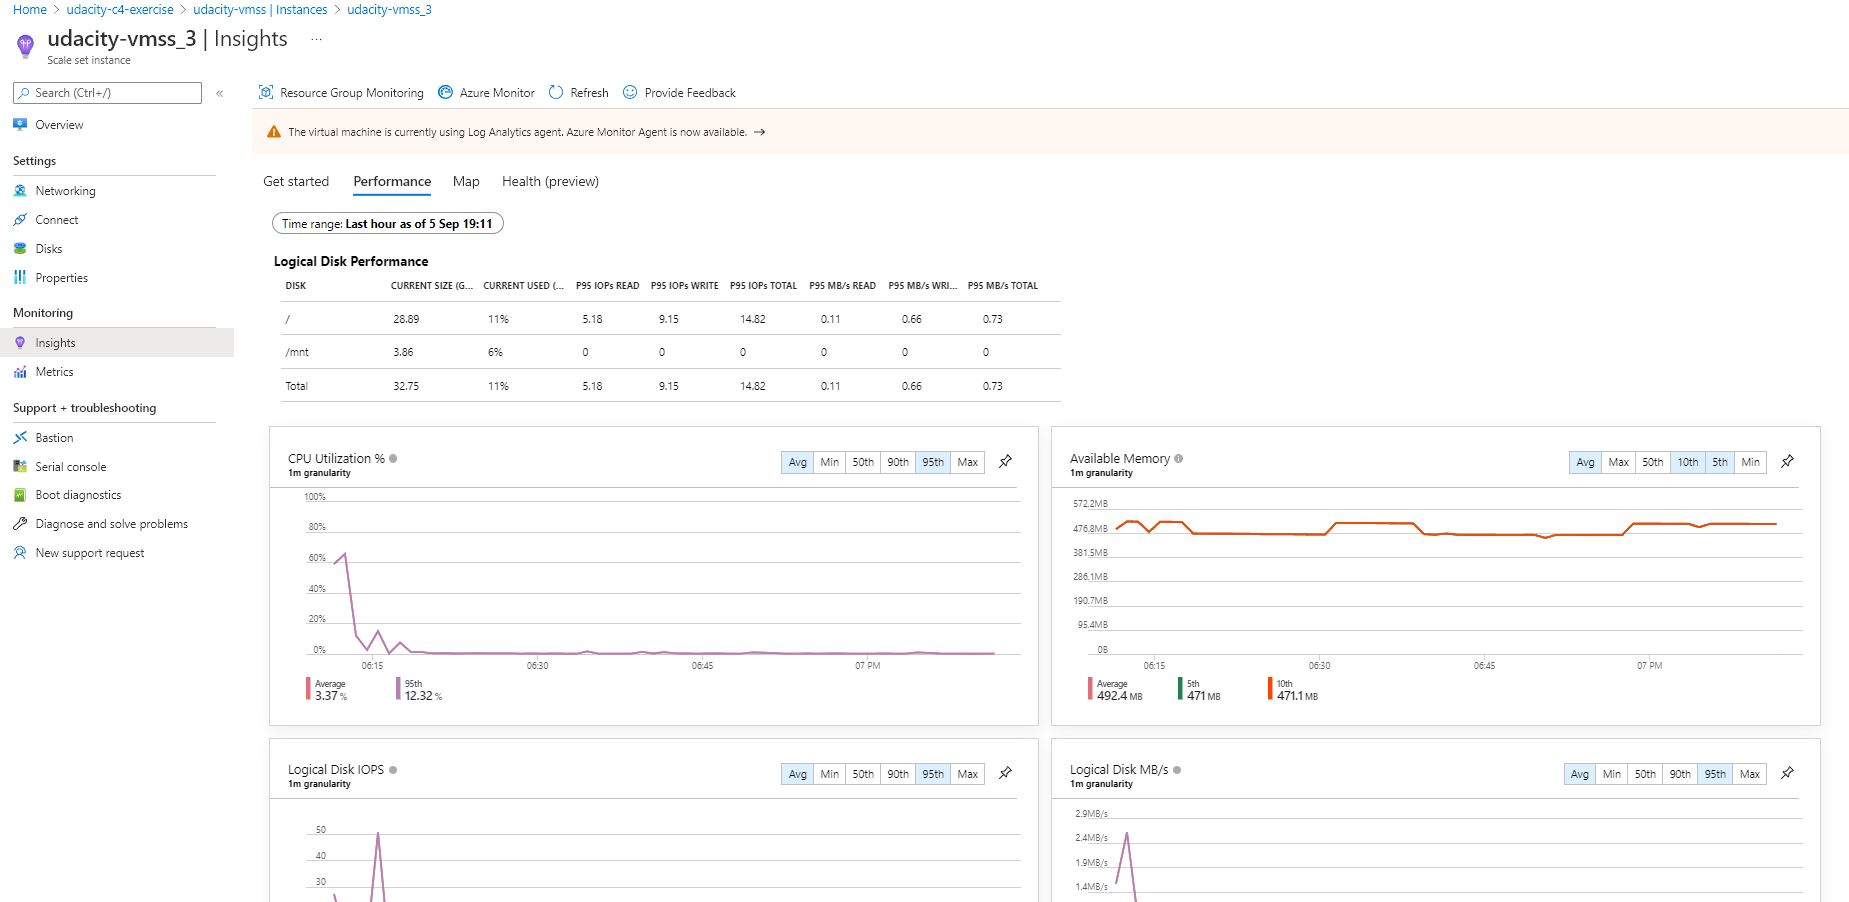 Home > udacity-c4-exercise > udacity-vmss | Instances > udacity-vmss_3
udacity-vmss_3 | Insights ...
Scale set instance
Search (Ctrl+/) «
Overview
Settings
Networking
Connect
Disks
Properties
Monitoring
Insights
Metrics
Support + troubleshooting
Bastion
Serial console
Boot diagnostics
Diagnose and solve problems
New support request
Resource Group Monitoring Azure Monitor Refresh Provide Feedback
The virtual machine is currently using Log Analytics agent. Azure Monitor Agent is now available. →
Get started Performance Map Health (preview)
Time range: Last hour as of 5 Sep 19:11
Logical Disk Performance
DISK CURRENT SIZE (G... CURRENT USED (... P95 IOPs READ P95 IOPs WRITE P95 IOPs TOTAL P95 MB/s READ P95 MB/s WRI... P95 MB/s TOTAL
/ 28.89 11% 5.18 9.15 14.82 0.11 0.66 0.73
/mnt 3.86 6% 0 0 0 0 0 0
Total 32.75 11% 5.18 9.15 14.82 0.11 0.66 0.73
CPU Utilization %
1m granularity
Avg Min 50th 90th 95th Max
100%
80%
60%
40%
20%
0%
06:15 06:30 06:45 07 PM
Average 95th
3.37 % 12.32 %
Available Memory
1m granularity
Avg Max 50th 10th 5th Min
572.2MB
476.8MB
381.5MB
286.1MB
190.7MB
95.4MB
0B
06:15 06:30 06:45 07 PM
Average 5th 10th
492.4 MB 471 MB 471.1 MB
Logical Disk IOPS
1m granularity
Avg Min 50th 90th 95th Max
50
40
30
Logical Disk MB/s
1m granularity
Avg Min 50th 90th 95th Max
2.9MB/s
2.4MB/s
1.9MB/s
1.4MB/s